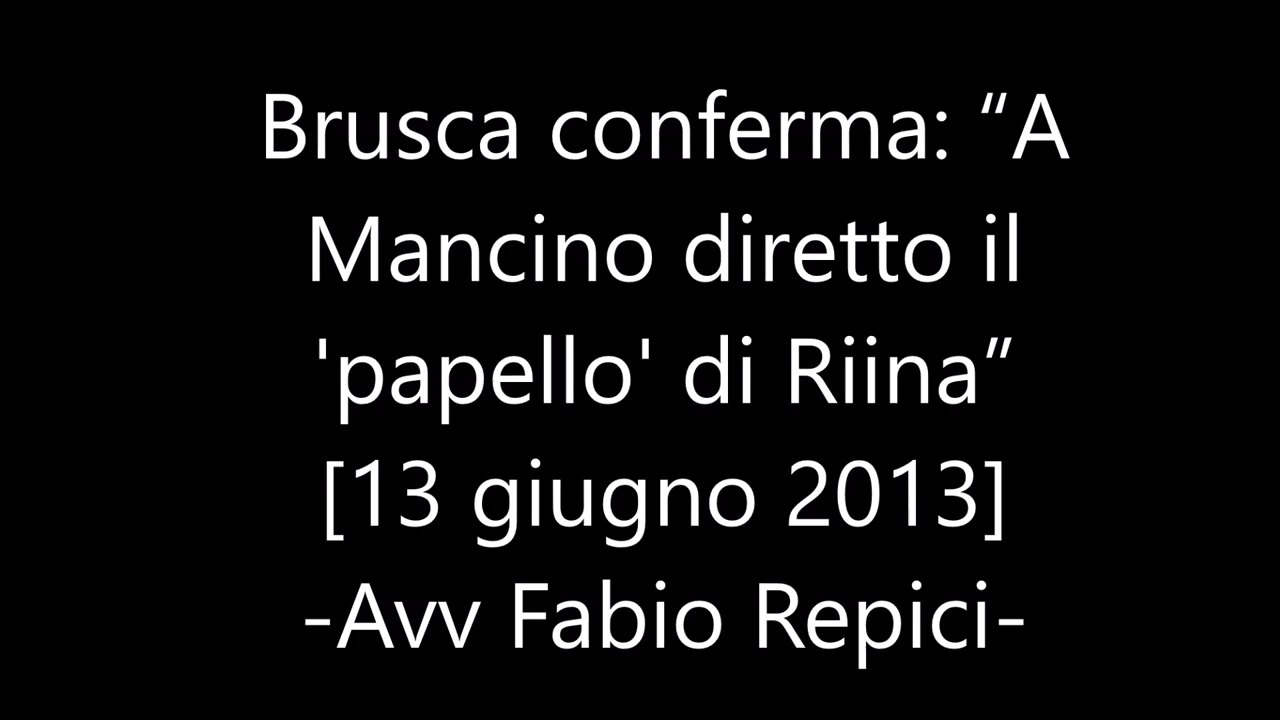 Brusca conferma: “A
Mancino diretto il
'papello' di Riina”
[13 giugno 2013]
-Avv Fabio Repici-